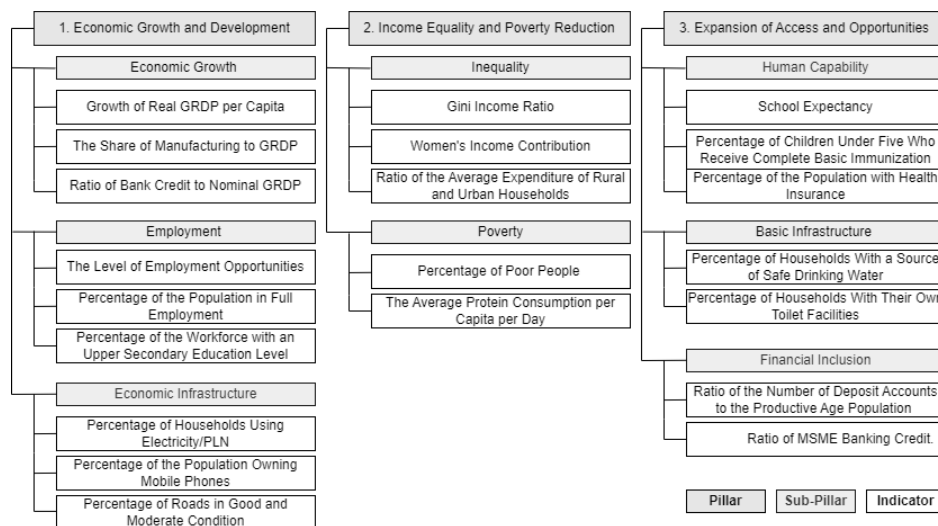 1. Economic Growth and Development
Economic Growth
Growth of Real GRDP per Capita
The Share of Manufacturing to GRDP
Ratio of Bank Credit to Nominal GRDP
Employment
The Level of Employment Opportunities
Percentage of the Population in Full
Employment
Percentage of the Workforce with an
Upper Secondary Education Level
Economic Infrastructure
Percentage of Households Using
Electricity/PLN
Percentage of the Population Owning
Mobile Phones
Percentage of Roads in Good and
Moderate Condition
2. Income Equality and Poverty Reduction
Inequality
Gini Income Ratio
Women's Income Contribution
Ratio of the Average Expenditure of Rural
and Urban Households
Poverty
Percentage of Poor People
The Average Protein Consumption per
Capita per Day
3. Expansion of Access and Opportunities
Human Capability
School Expectancy
Percentage of Children Under Five Who
Receive Complete Basic Immunization
Percentage of the Population with Health
Insurance
Basic Infrastructure
Percentage of Households With a Source
of Safe Drinking Water
Percentage of Households With Their Own
Toilet Facilities
Financial Inclusion
Ratio of the Number of Deposit Accounts
to the Productive Age Population
Ratio of MSME Banking Credit.
Pillar
Sub-Pillar
Indicator